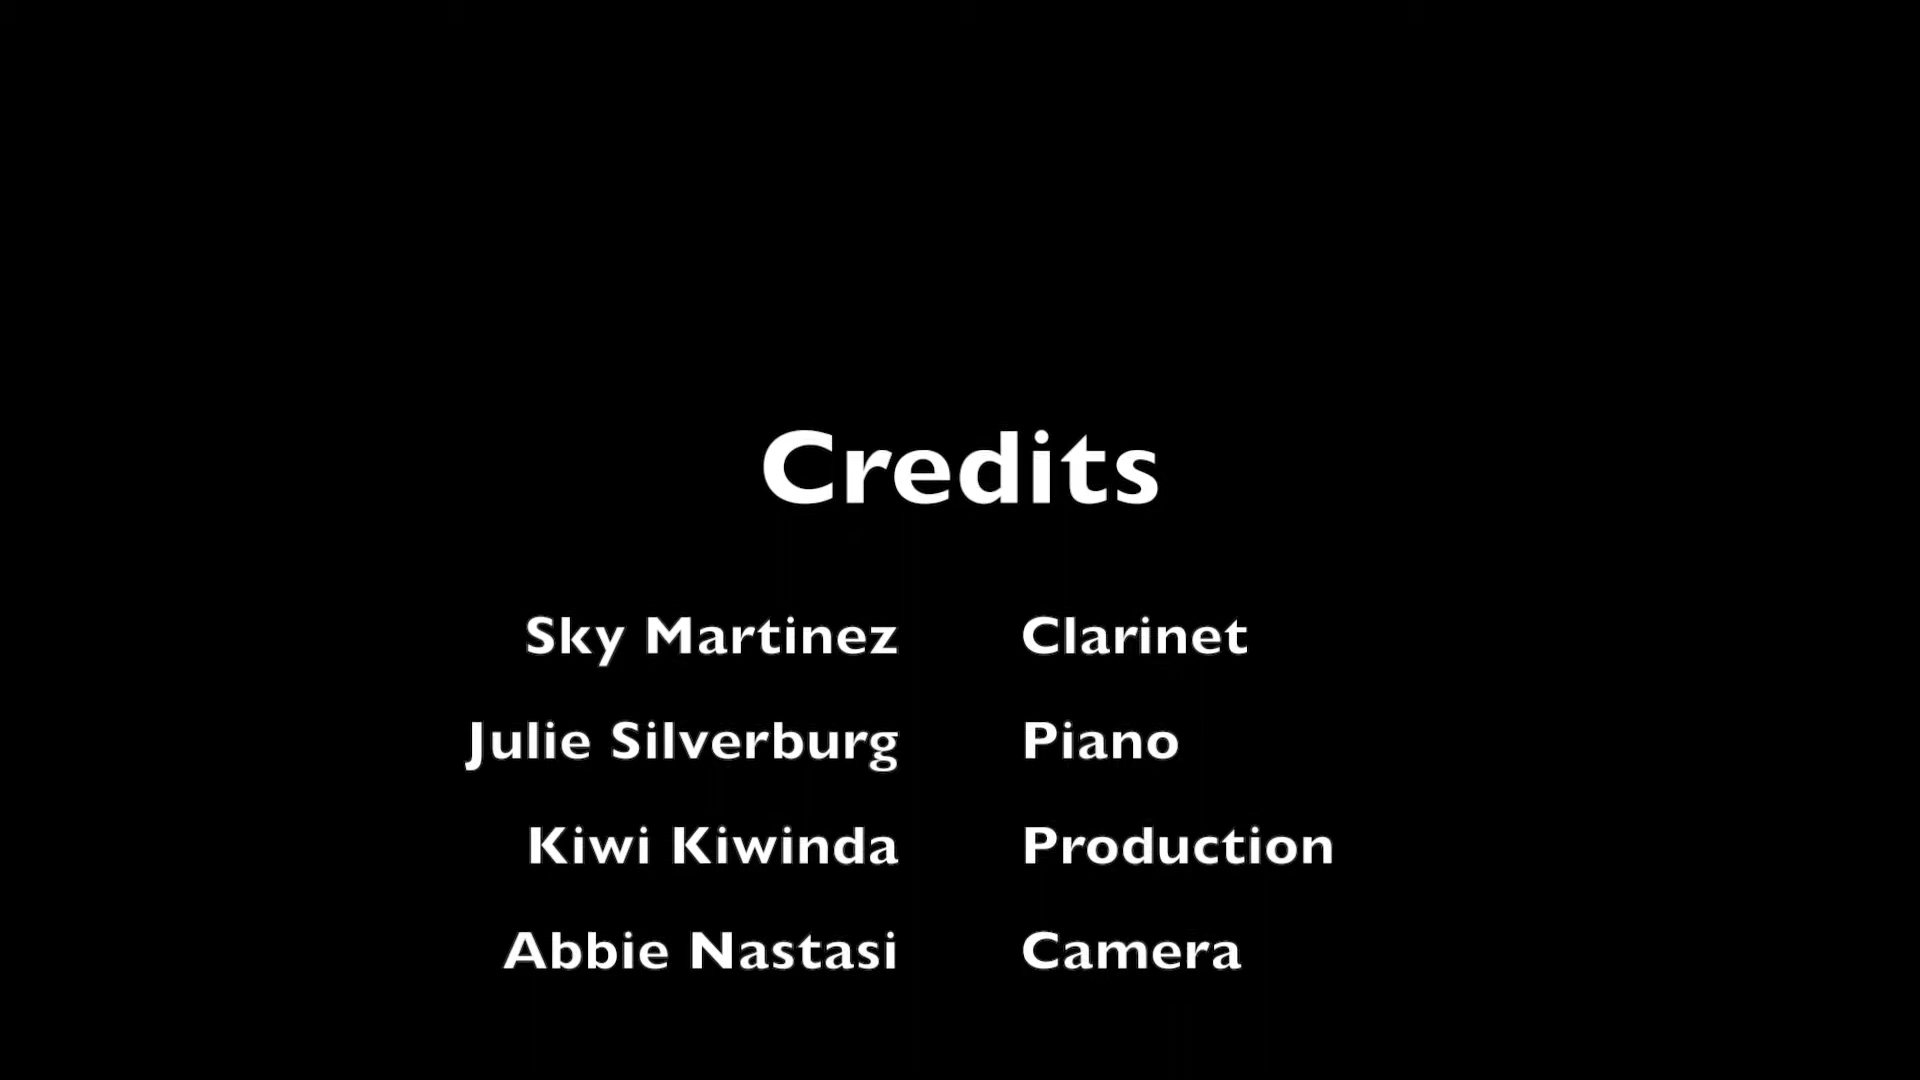 Credits
Sky Martinez Clarinet
Julie Silverburg Piano
Kiwi Kiwinda Production
Abbie Nastasi Camera